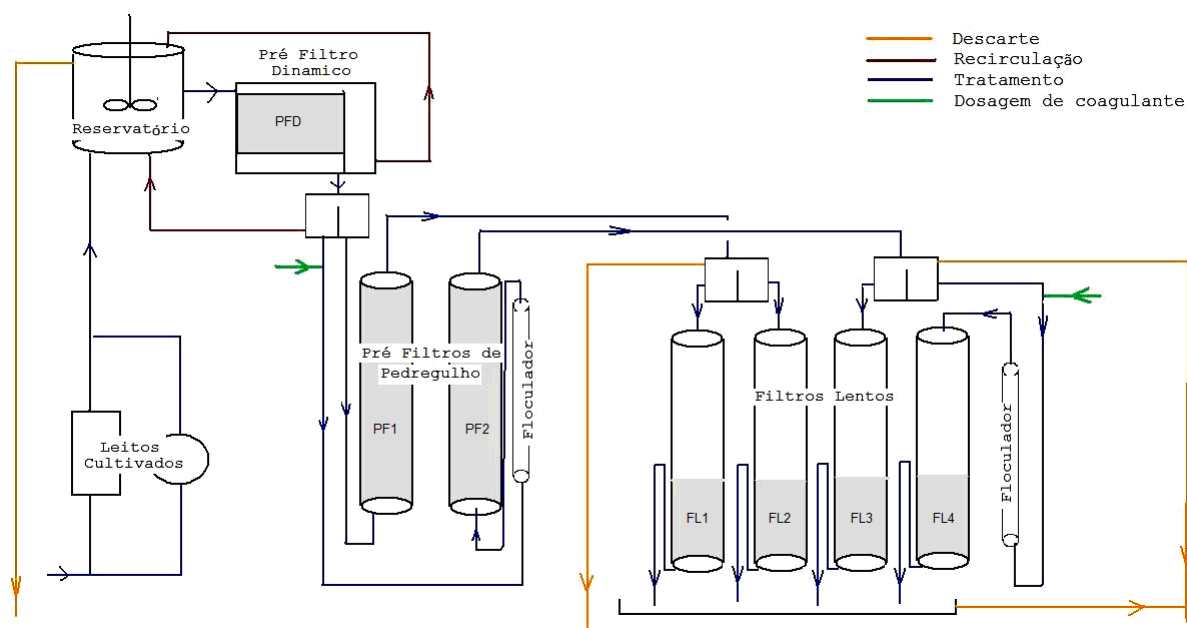 Pré Filtro
Dinamico
PFD
Reservatório
Descarte
Recirculação
Tratamento
Dosagem de coagulante
Pré Filtros de
Pedregulho
PF1
PF2
Floculador
Leitos
Cultivados
Filtros Lentos
FL1
FL2
FL3
FL4
Floculador